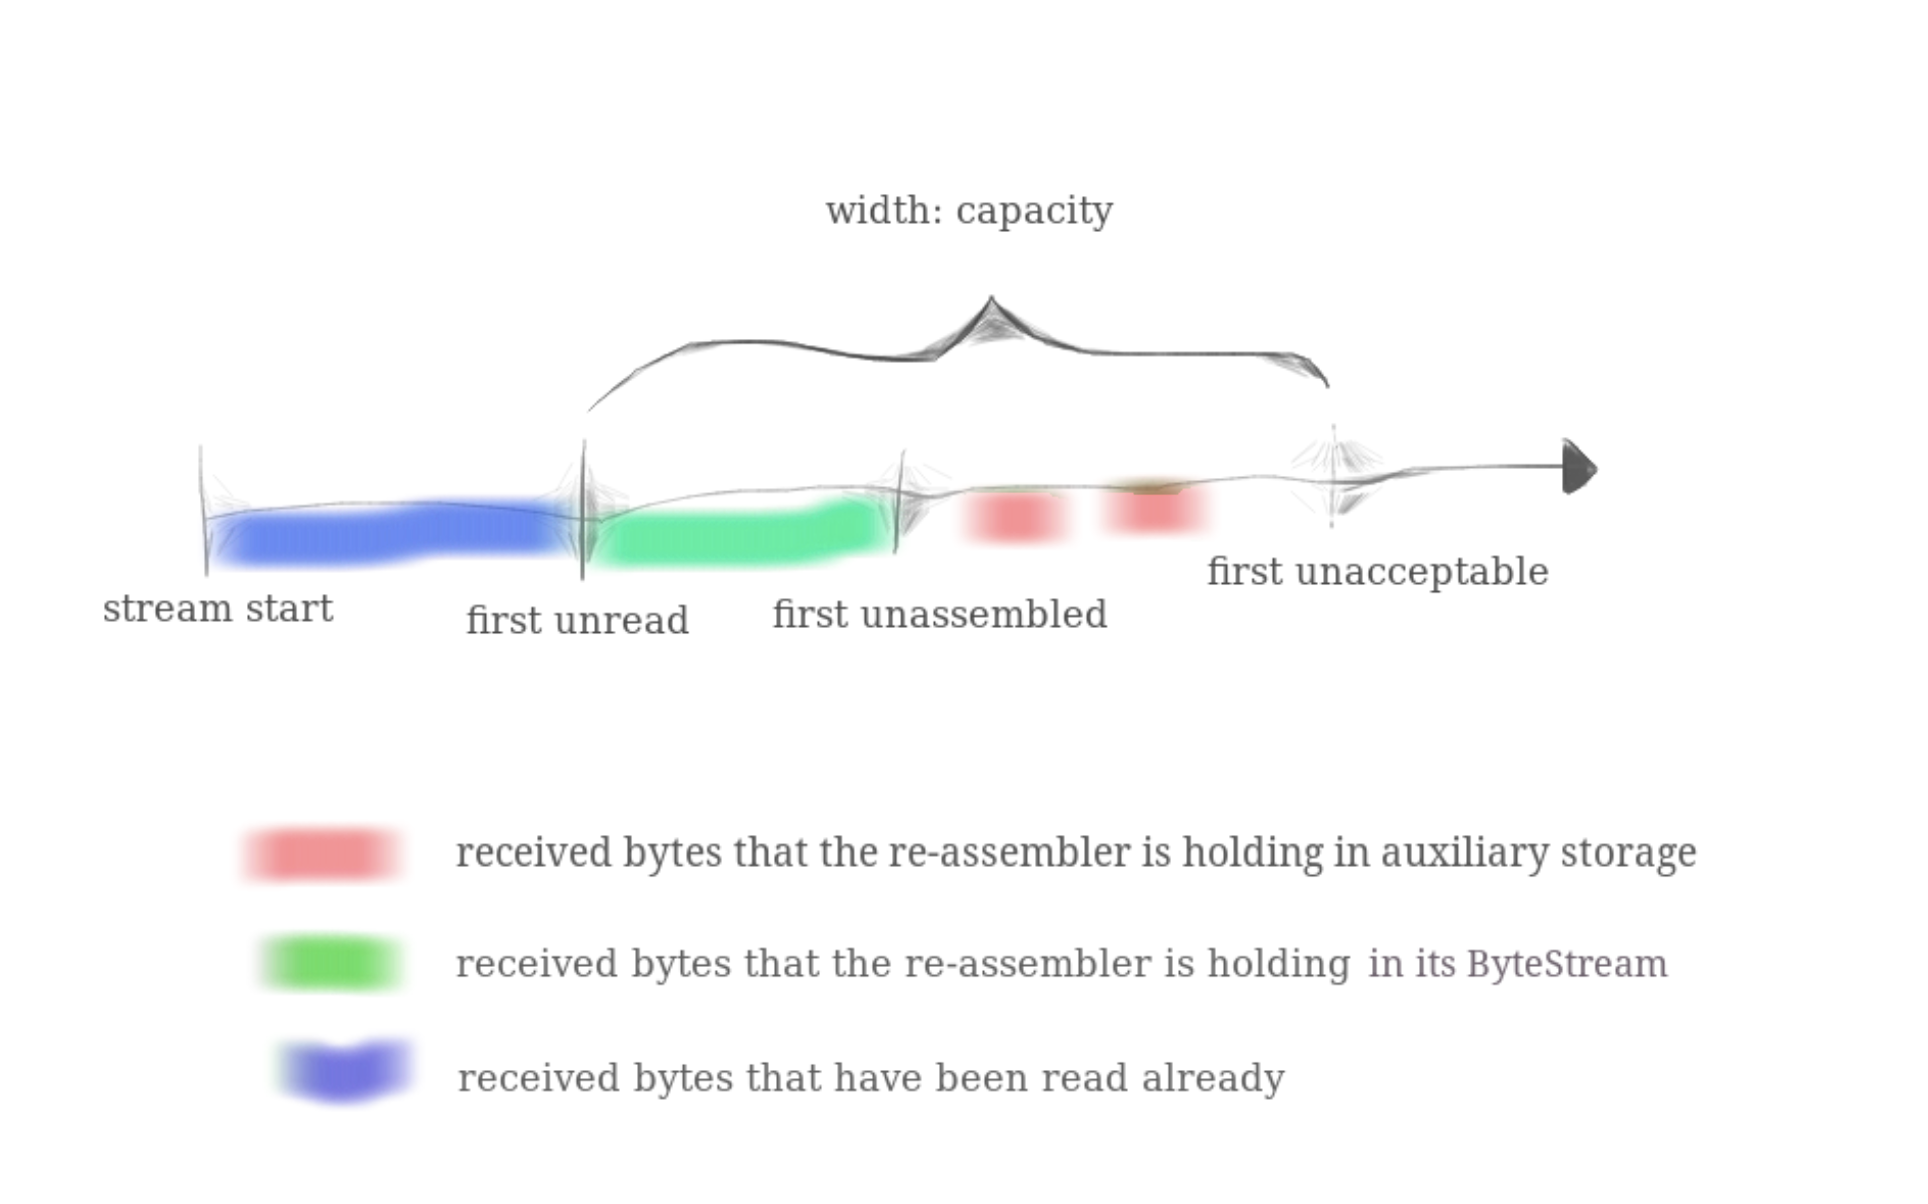 width: capacity
stream start
first unread
first unassembled
first unacceptable
received bytes that the re-assembler is holding in auxiliary storage
received bytes that the re-assembler is holding in its ByteStream
received bytes that have been read already